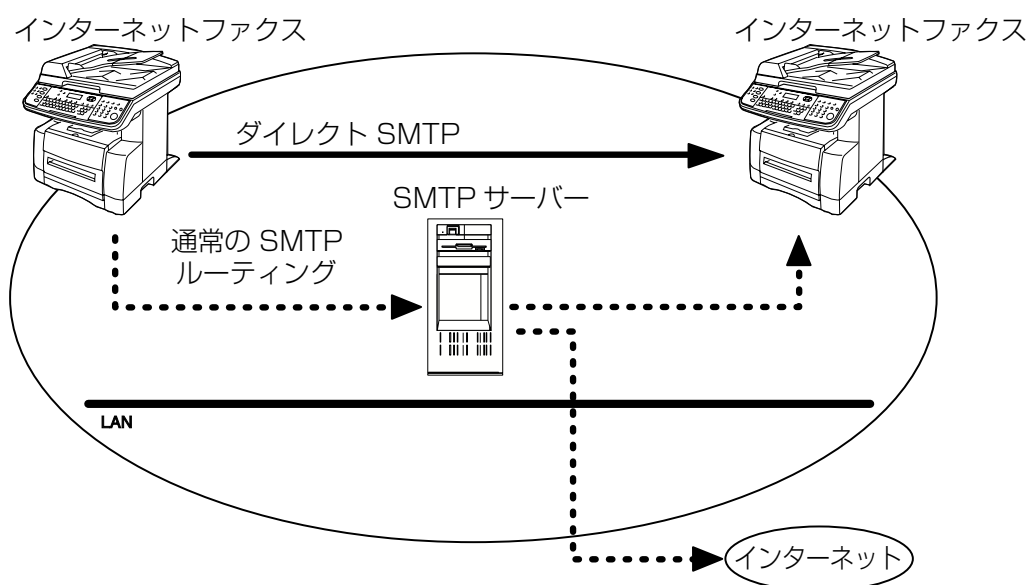 インターネットファクス
インターネットファクス
ダイレクト SMTP
SMTP サーバー
通常の SMTP
ルーティング
LAN
インターネット